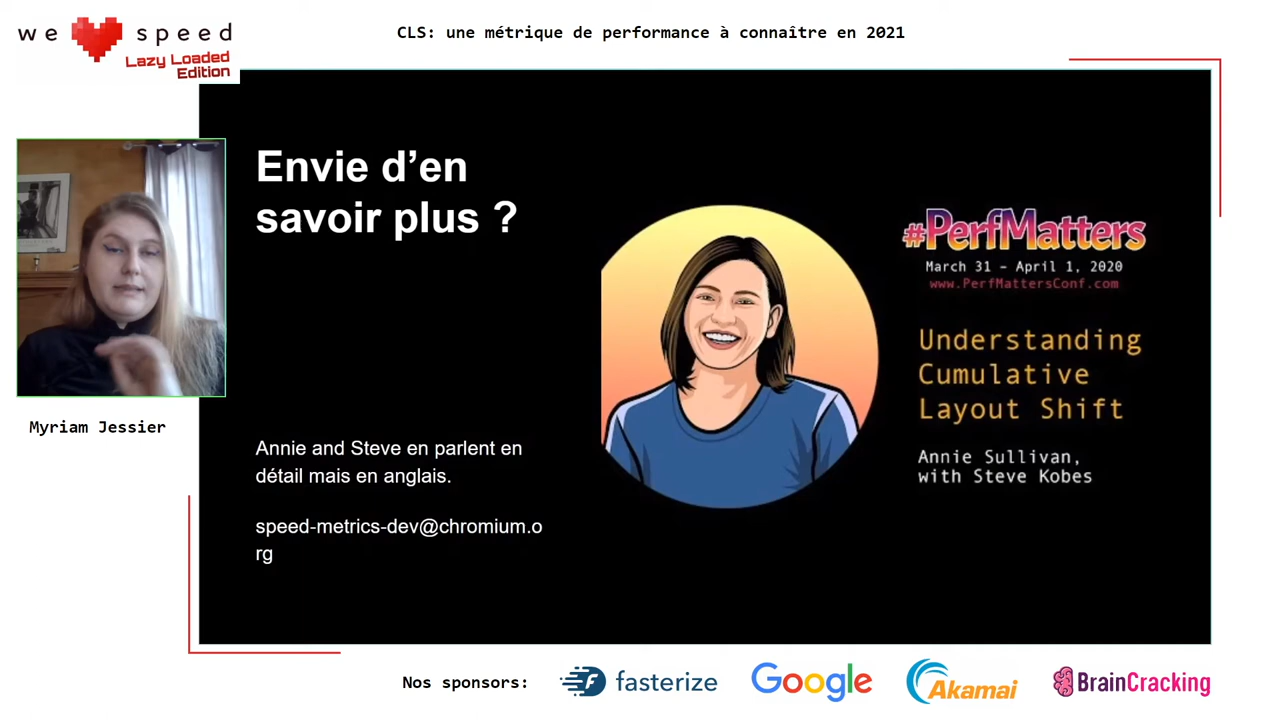 we speed
Lazy Loaded
Edition
CLS: une métrique de performance à connaître en 2021
Envie d’en
savoir plus ?
#PerfMatters
March 31 – April 1, 2020
www.PerfMattersConf.com
Understanding
Cumulative
Layout Shift
Annie Sullivan,
with Steve Kobes
Myriam Jessier
Annie and Steve en parlent en
détail mais en anglais.
speed-metrics-dev@chromium.o
rg
Nos sponsors:
fasterize
Google
Akamai
BrainCracking